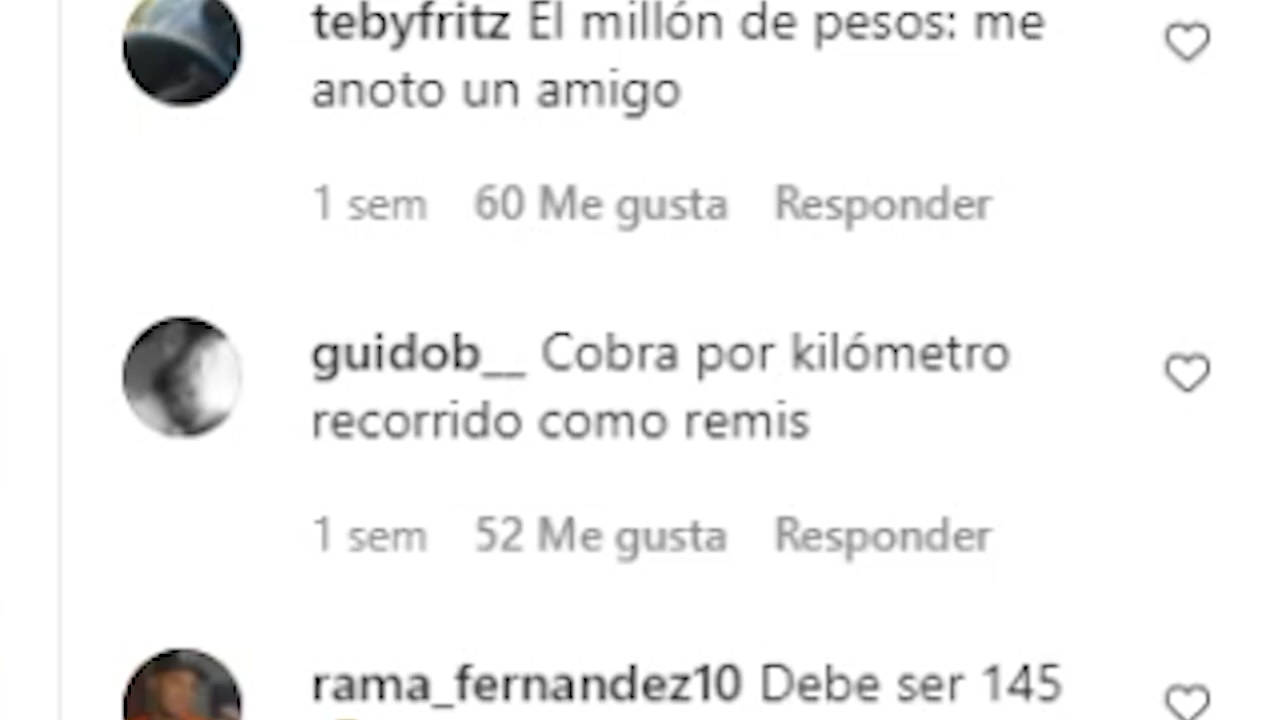 tebyfritz El millón de pesos: me
anoto un amigo
1 sem 60 Me gusta Responder
guidob__ Cobra por kilómetro
recorrido como remis
1 sem 52 Me gusta Responder
rama_fernandez10 Debe ser 145